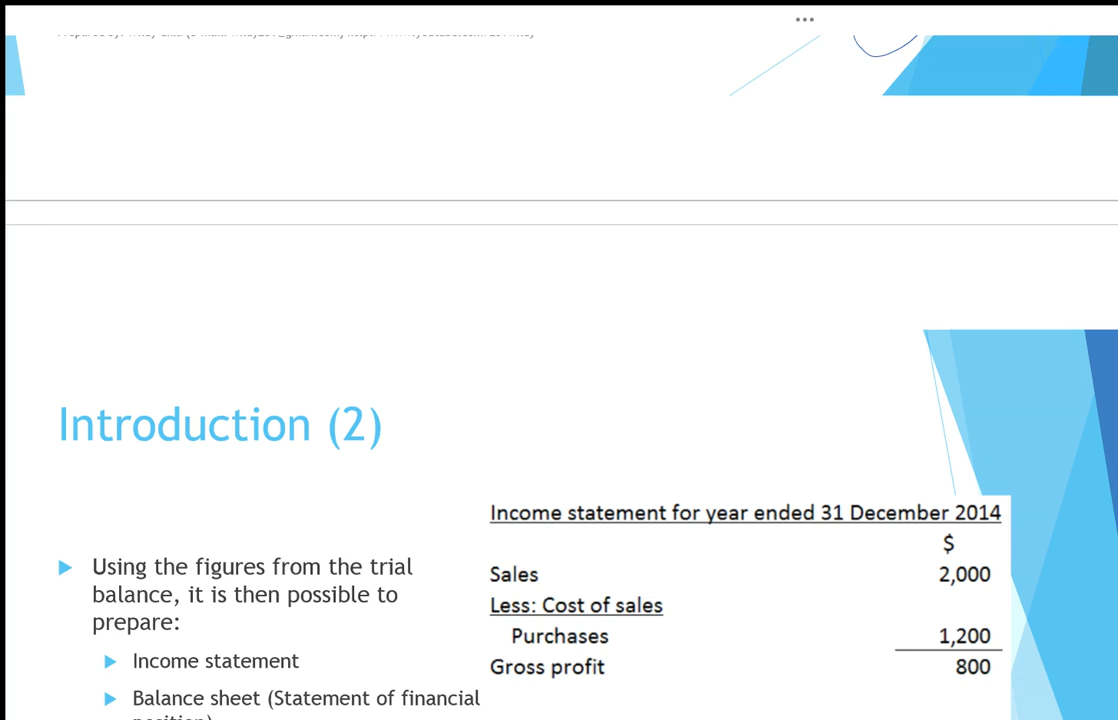 Introduction (2)
Using the figures from the trial
balance, it is then possible to
prepare:
Income statement
Balance sheet (Statement of financial
Income statement for year ended 31 December 2014
$
Sales 2,000
Less: Cost of sales
Purchases 1,200
Gross profit 800